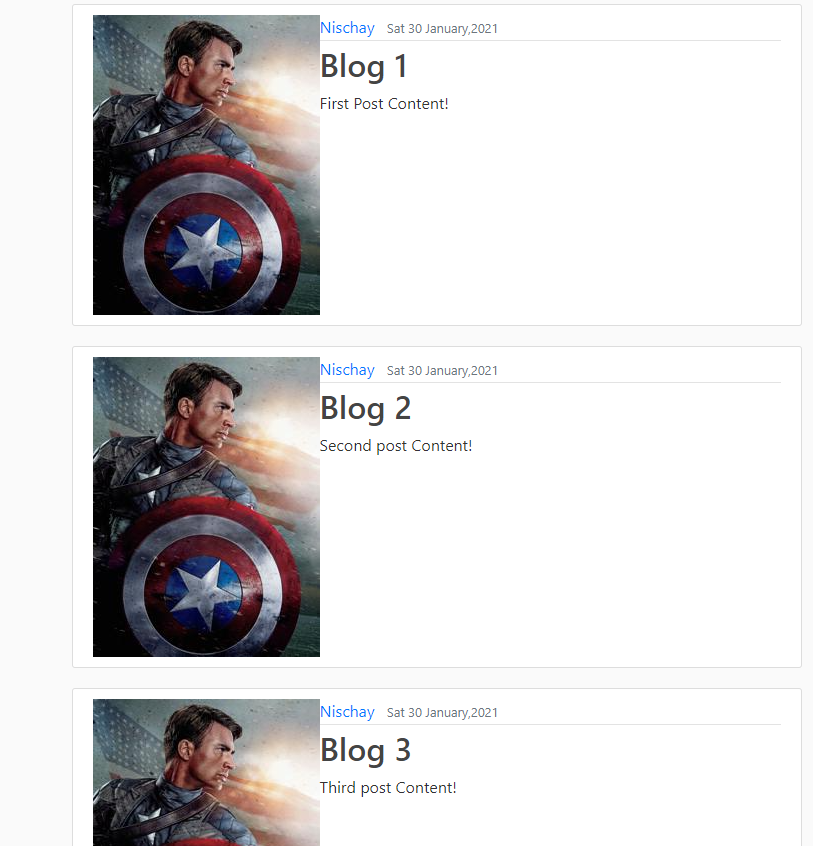 Nischay Sat 30 January,2021
Blog 1
First Post Content!
Nischay Sat 30 January,2021
Blog 2
Second post Content!
Nischay Sat 30 January,2021
Blog 3
Third post Content!